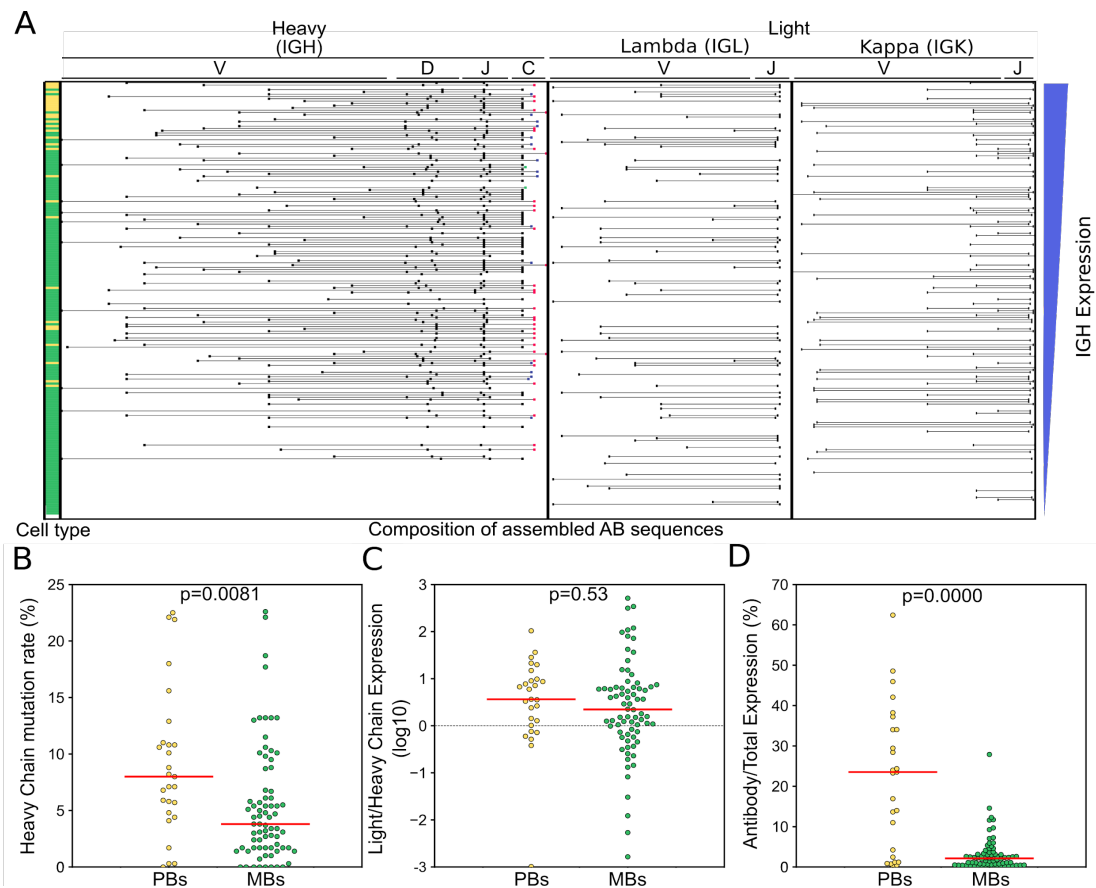 A
Heavy
(IGH)
Light
Lambda (IGL)
Kappa (IGK)
V
D
J
C
V
J
V
J
IGH Expression
Cell type
Composition of assembled AB sequences
B
C
D
Heavy Chain mutation rate (%)
25
20
15
10
5
0
p=0.0081
PBs
MBs
Light/Heavy Chain Expression
(log10)
3
2
1
0
−1
−2
−3
p=0.53
PBs
MBs
Antibody/Total Expression (%)
70
60
50
40
30
20
10
0
p=0.0000
PBs
MBs